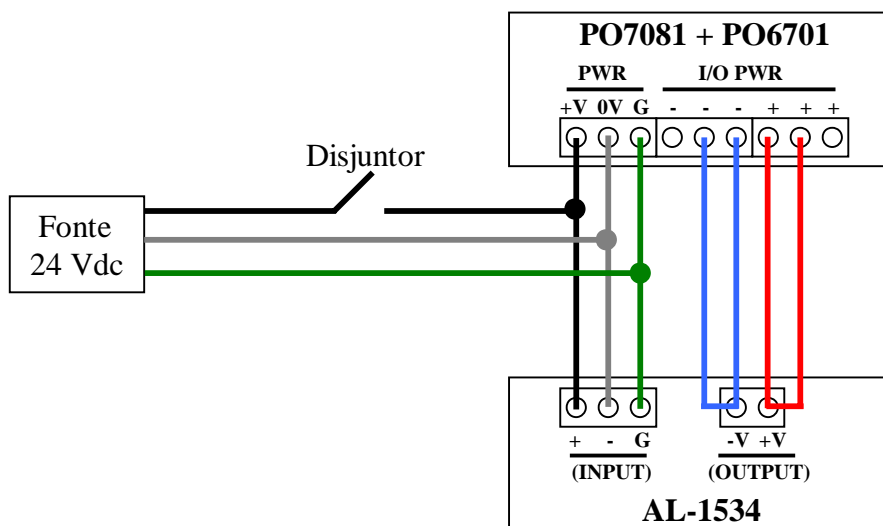 PO7081 + PO6701
PWR I/O PWR
+V 0V G - - - + + +
Disjuntor
Fonte
24 Vdc
+ - G -V +V
(INPUT) (OUTPUT)
AL-1534